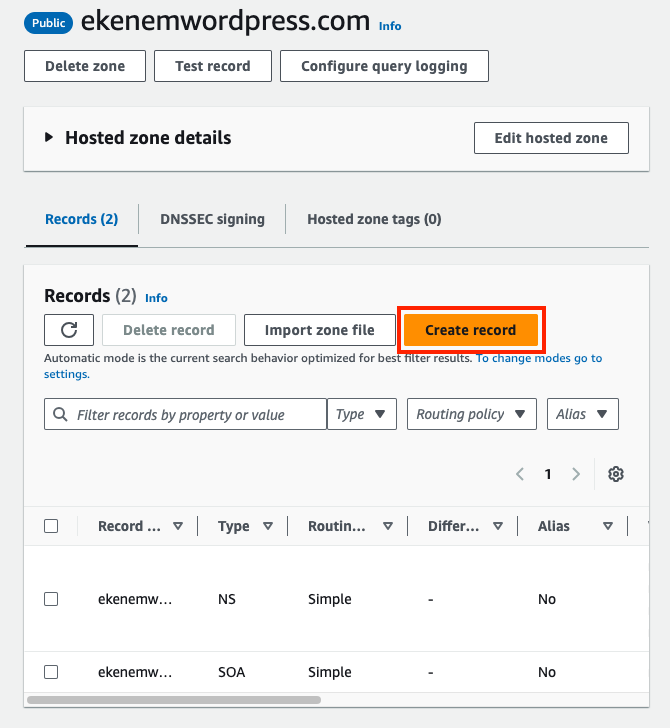 Public ekenemwordpress.com Info
Delete zone Test record Configure query logging
Hosted zone details Edit hosted zone
Records (2) DNSSEC signing Hosted zone tags (0)
Records (2) Info
Delete record Import zone file Create record
Automatic mode is the current search behavior optimized for best filter results. To change modes go to
settings.
Filter records by property or value Type Routing policy Alias
1
Record ... Type Routin... Differ... Alias
ekenemw... NS Simple - No
ekenemw... SOA Simple - No